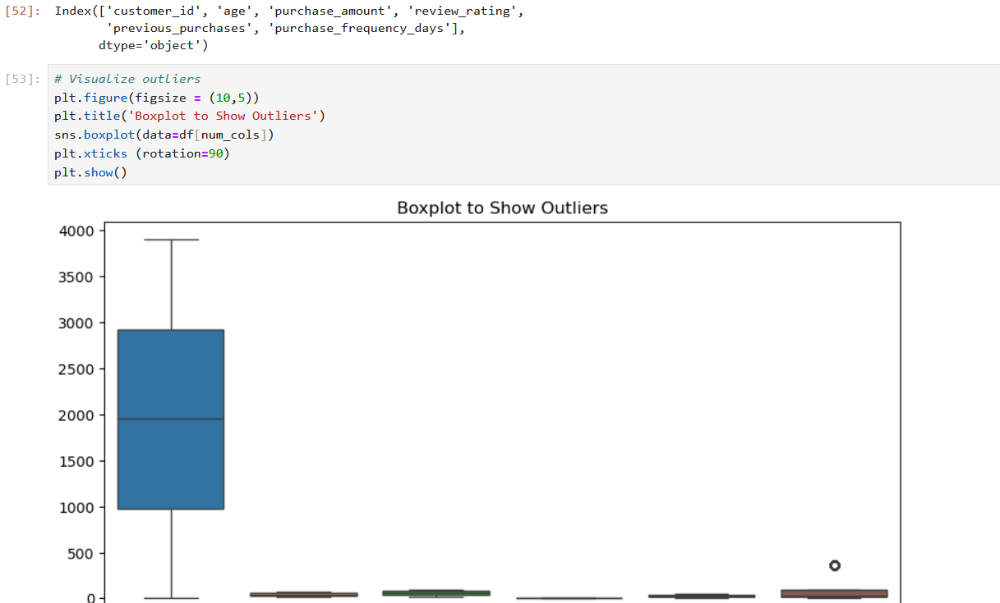 [52]: Index(['customer_id', 'age', 'purchase_amount', 'review_rating',
'previous_purchases', 'purchase_frequency_days'],
dtype='object')
[53]: # Visualize outliers
plt.figure(figsize = (10,5))
plt.title('Boxplot to Show Outliers')
sns.boxplot(data=df[num_cols])
plt.xticks (rotation=90)
plt.show()
Boxplot to Show Outliers
4000
3500
3000
2500
2000
1500
1000
500
0